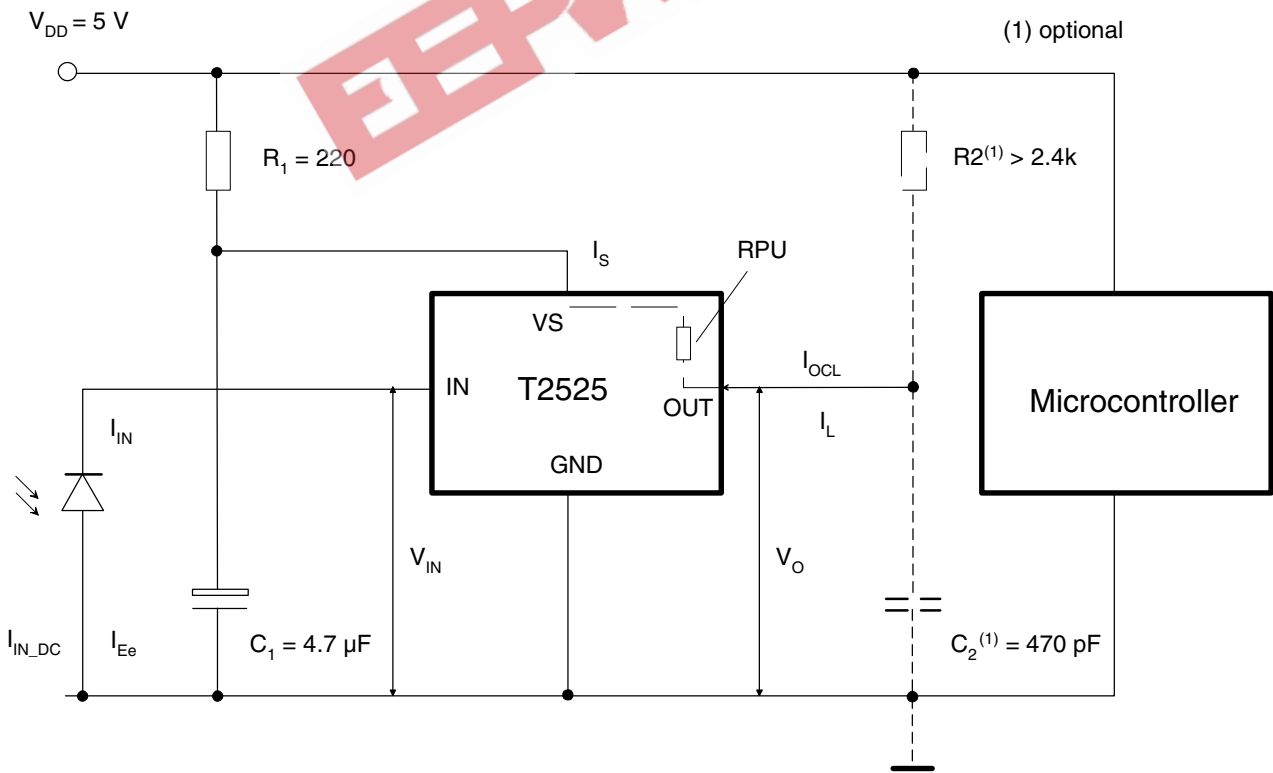 V_DD = 5 V
(1) optional
EEPW
R_1 = 220
R2^(1) > 2.4k
I_S
RPU
VS
IN
T2525
I_OCL
OUT
I_L
Microcontroller
I_IN
GND
V_IN
V_O
I_IN_DC
I_Ee
C_1 = 4.7 µF
C_2^(1) = 470 pF